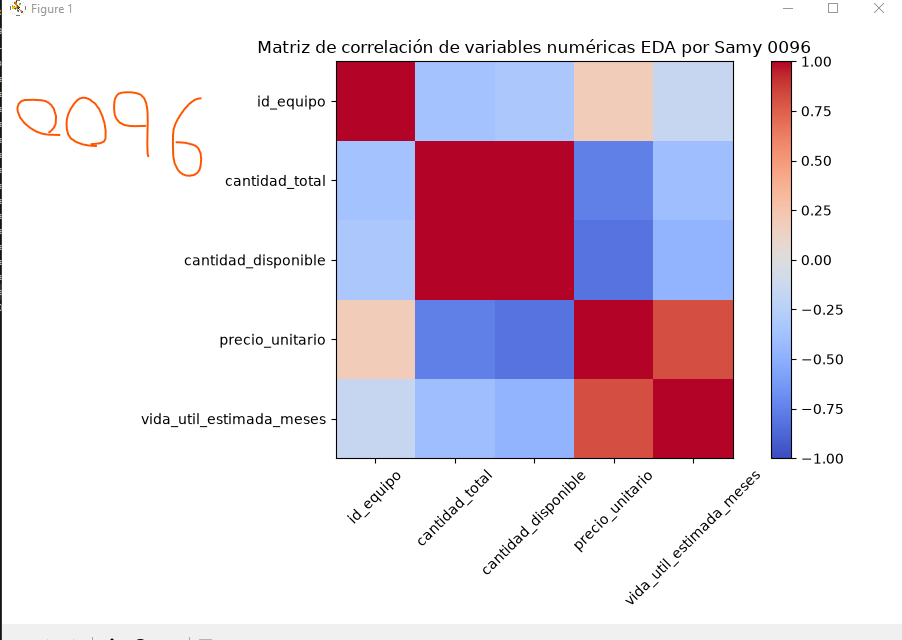 Figure 1
Matriz de correlación de variables numéricas EDA por Samy 0096
0096
id_equipo
cantidad_total
cantidad_disponible
precio_unitario
vida_util_estimada_meses
id_equipo
cantidad_total
cantidad_disponible
precio_unitario
vida_util_estimada_meses
1.00
0.75
0.50
0.25
0.00
−0.25
−0.50
−0.75
−1.00